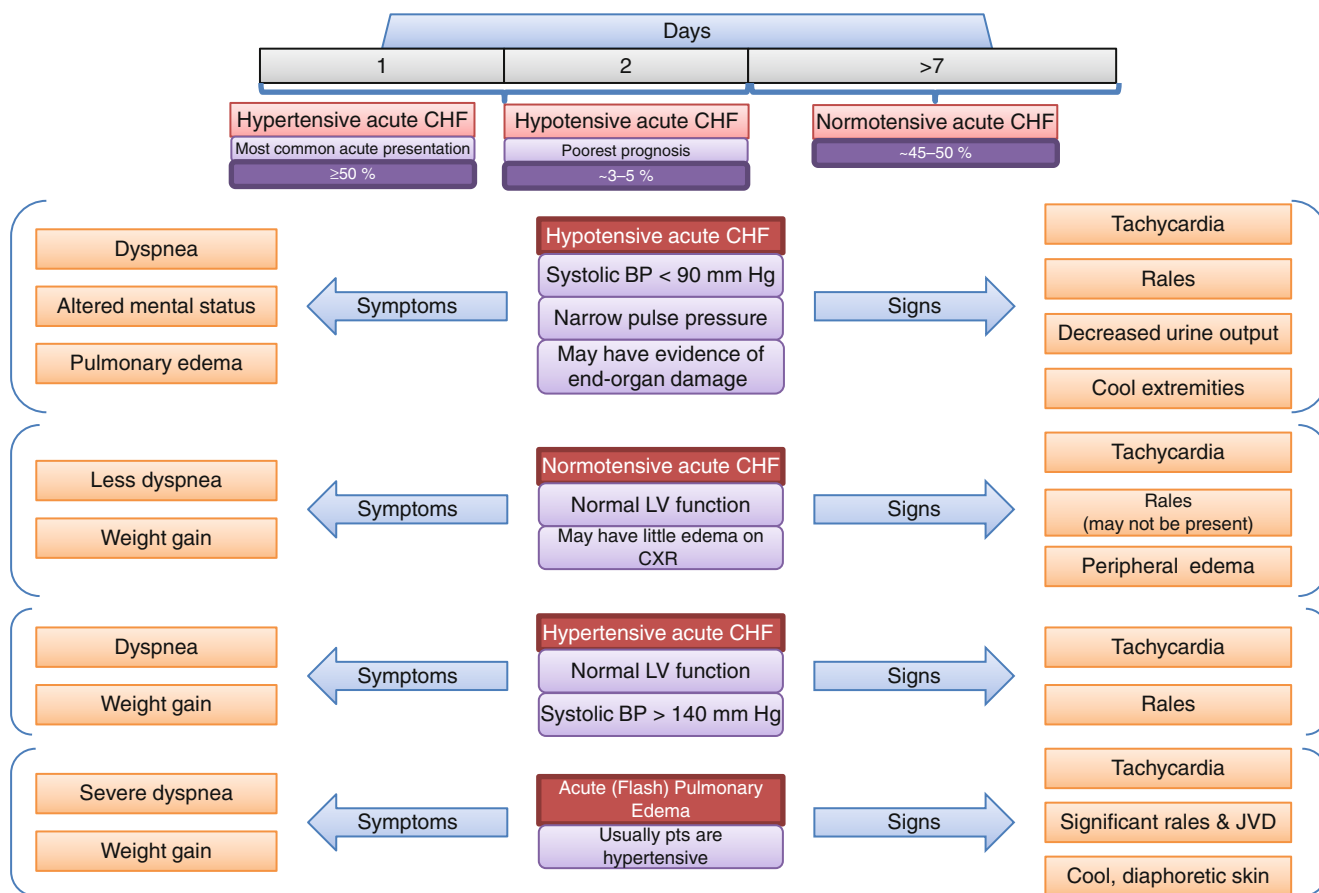 Days
1
2
>7
Hypertensive acute CHF
Most common acute presentation
≥50 %
Hypotensive acute CHF
Poorest prognosis
~3–5 %
Normotensive acute CHF
~45–50 %
Dyspnea
Altered mental status
Pulmonary edema
Symptoms
Hypotensive acute CHF
Systolic BP < 90 mm Hg
Narrow pulse pressure
May have evidence of
end-organ damage
Signs
Tachycardia
Rales
Decreased urine output
Cool extremities
Less dyspnea
Weight gain
Symptoms
Normotensive acute CHF
Normal LV function
May have little edema on
CXR
Signs
Tachycardia
Rales
(may not be present)
Peripheral edema
Dyspnea
Weight gain
Symptoms
Hypertensive acute CHF
Normal LV function
Systolic BP > 140 mm Hg
Signs
Tachycardia
Rales
Severe dyspnea
Weight gain
Symptoms
Acute (Flash) Pulmonary
Edema
Usually pts are
hypertensive
Signs
Tachycardia
Significant rales & JVD
Cool, diaphoretic skin